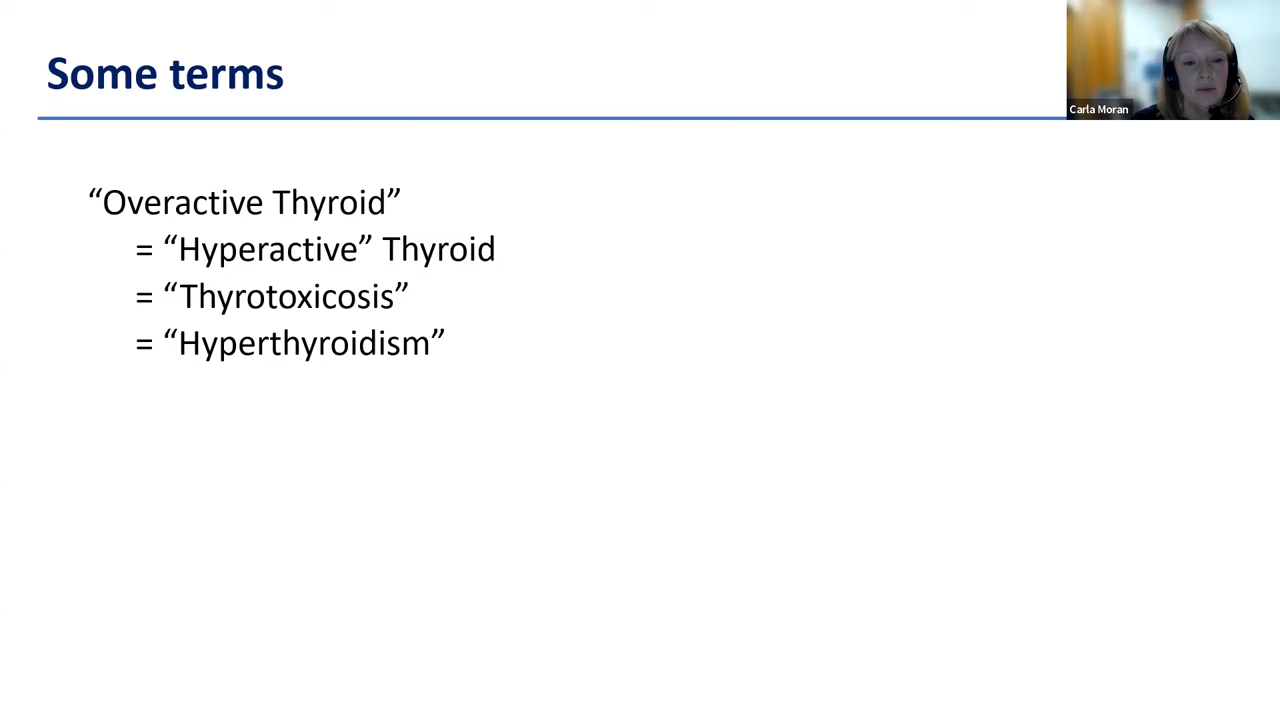 Some terms
Carla Moran
“Overactive Thyroid”
= “Hyperactive” Thyroid
= “Thyrotoxicosis”
= “Hyperthyroidism”